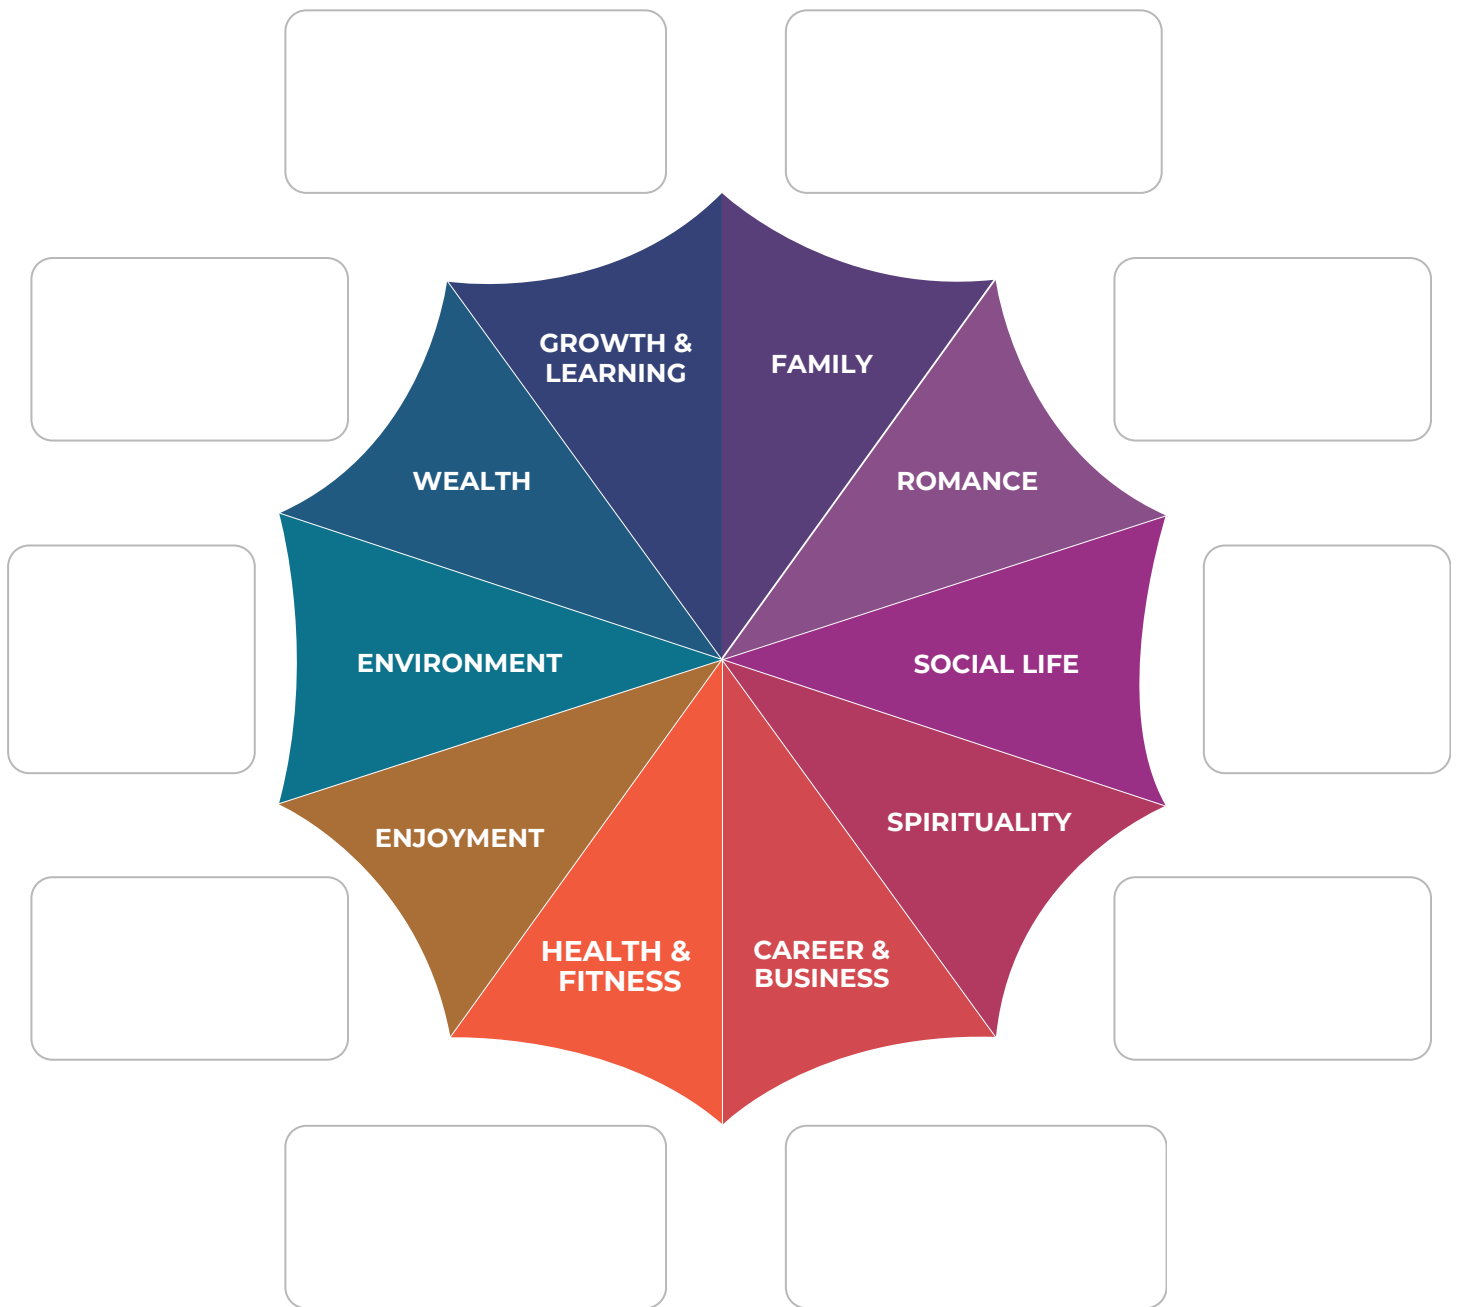 GROWTH &
LEARNING
FAMILY
WEALTH
ROMANCE
ENVIRONMENT
SOCIAL LIFE
ENJOYMENT
SPIRITUALITY
HEALTH &
FITNESS
CAREER &
BUSINESS